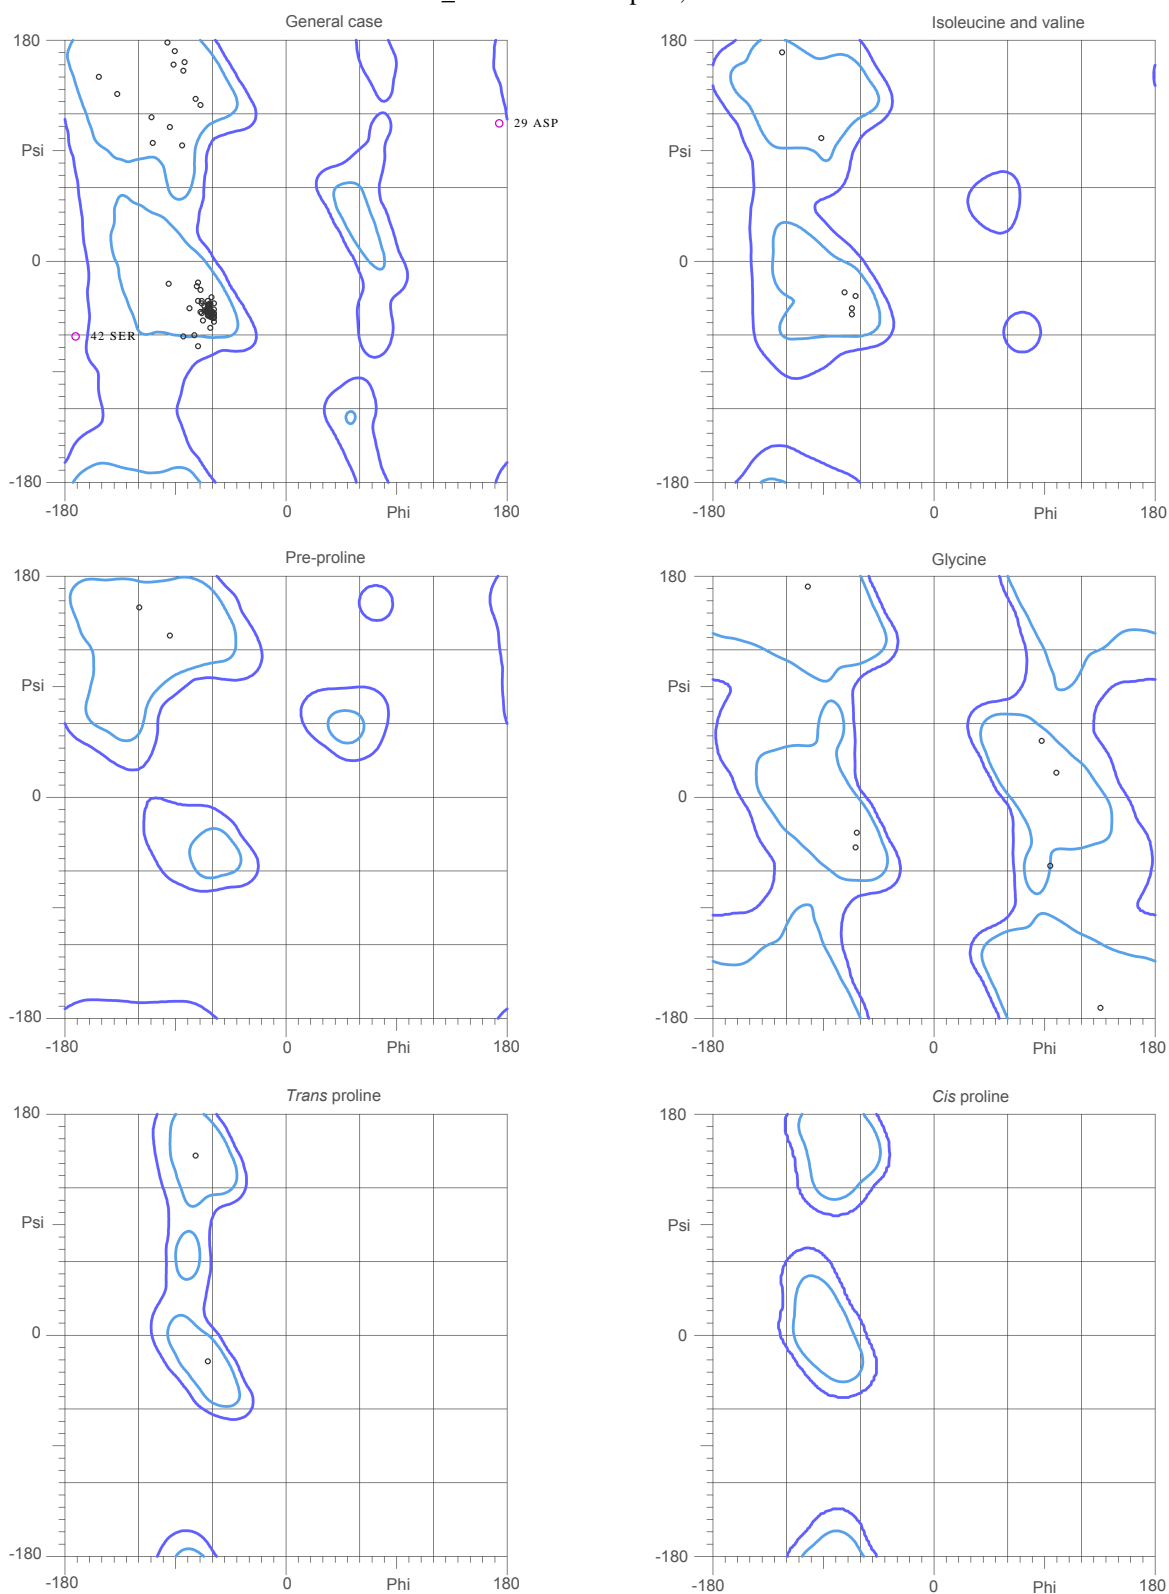 General case
180
Psi
0
-180
-180
0
Phi
180
29 ASP
42 SER
Isoleucine and valine
180
Psi
0
-180
-180
0
Phi
180
Pre-proline
180
Psi
0
-180
-180
0
Phi
180
Glycine
180
Psi
0
-180
-180
0
Phi
180
Trans proline
180
Psi
0
-180
-180
0
Phi
180
Cis proline
180
Psi
0
-180
-180
0
Phi
180